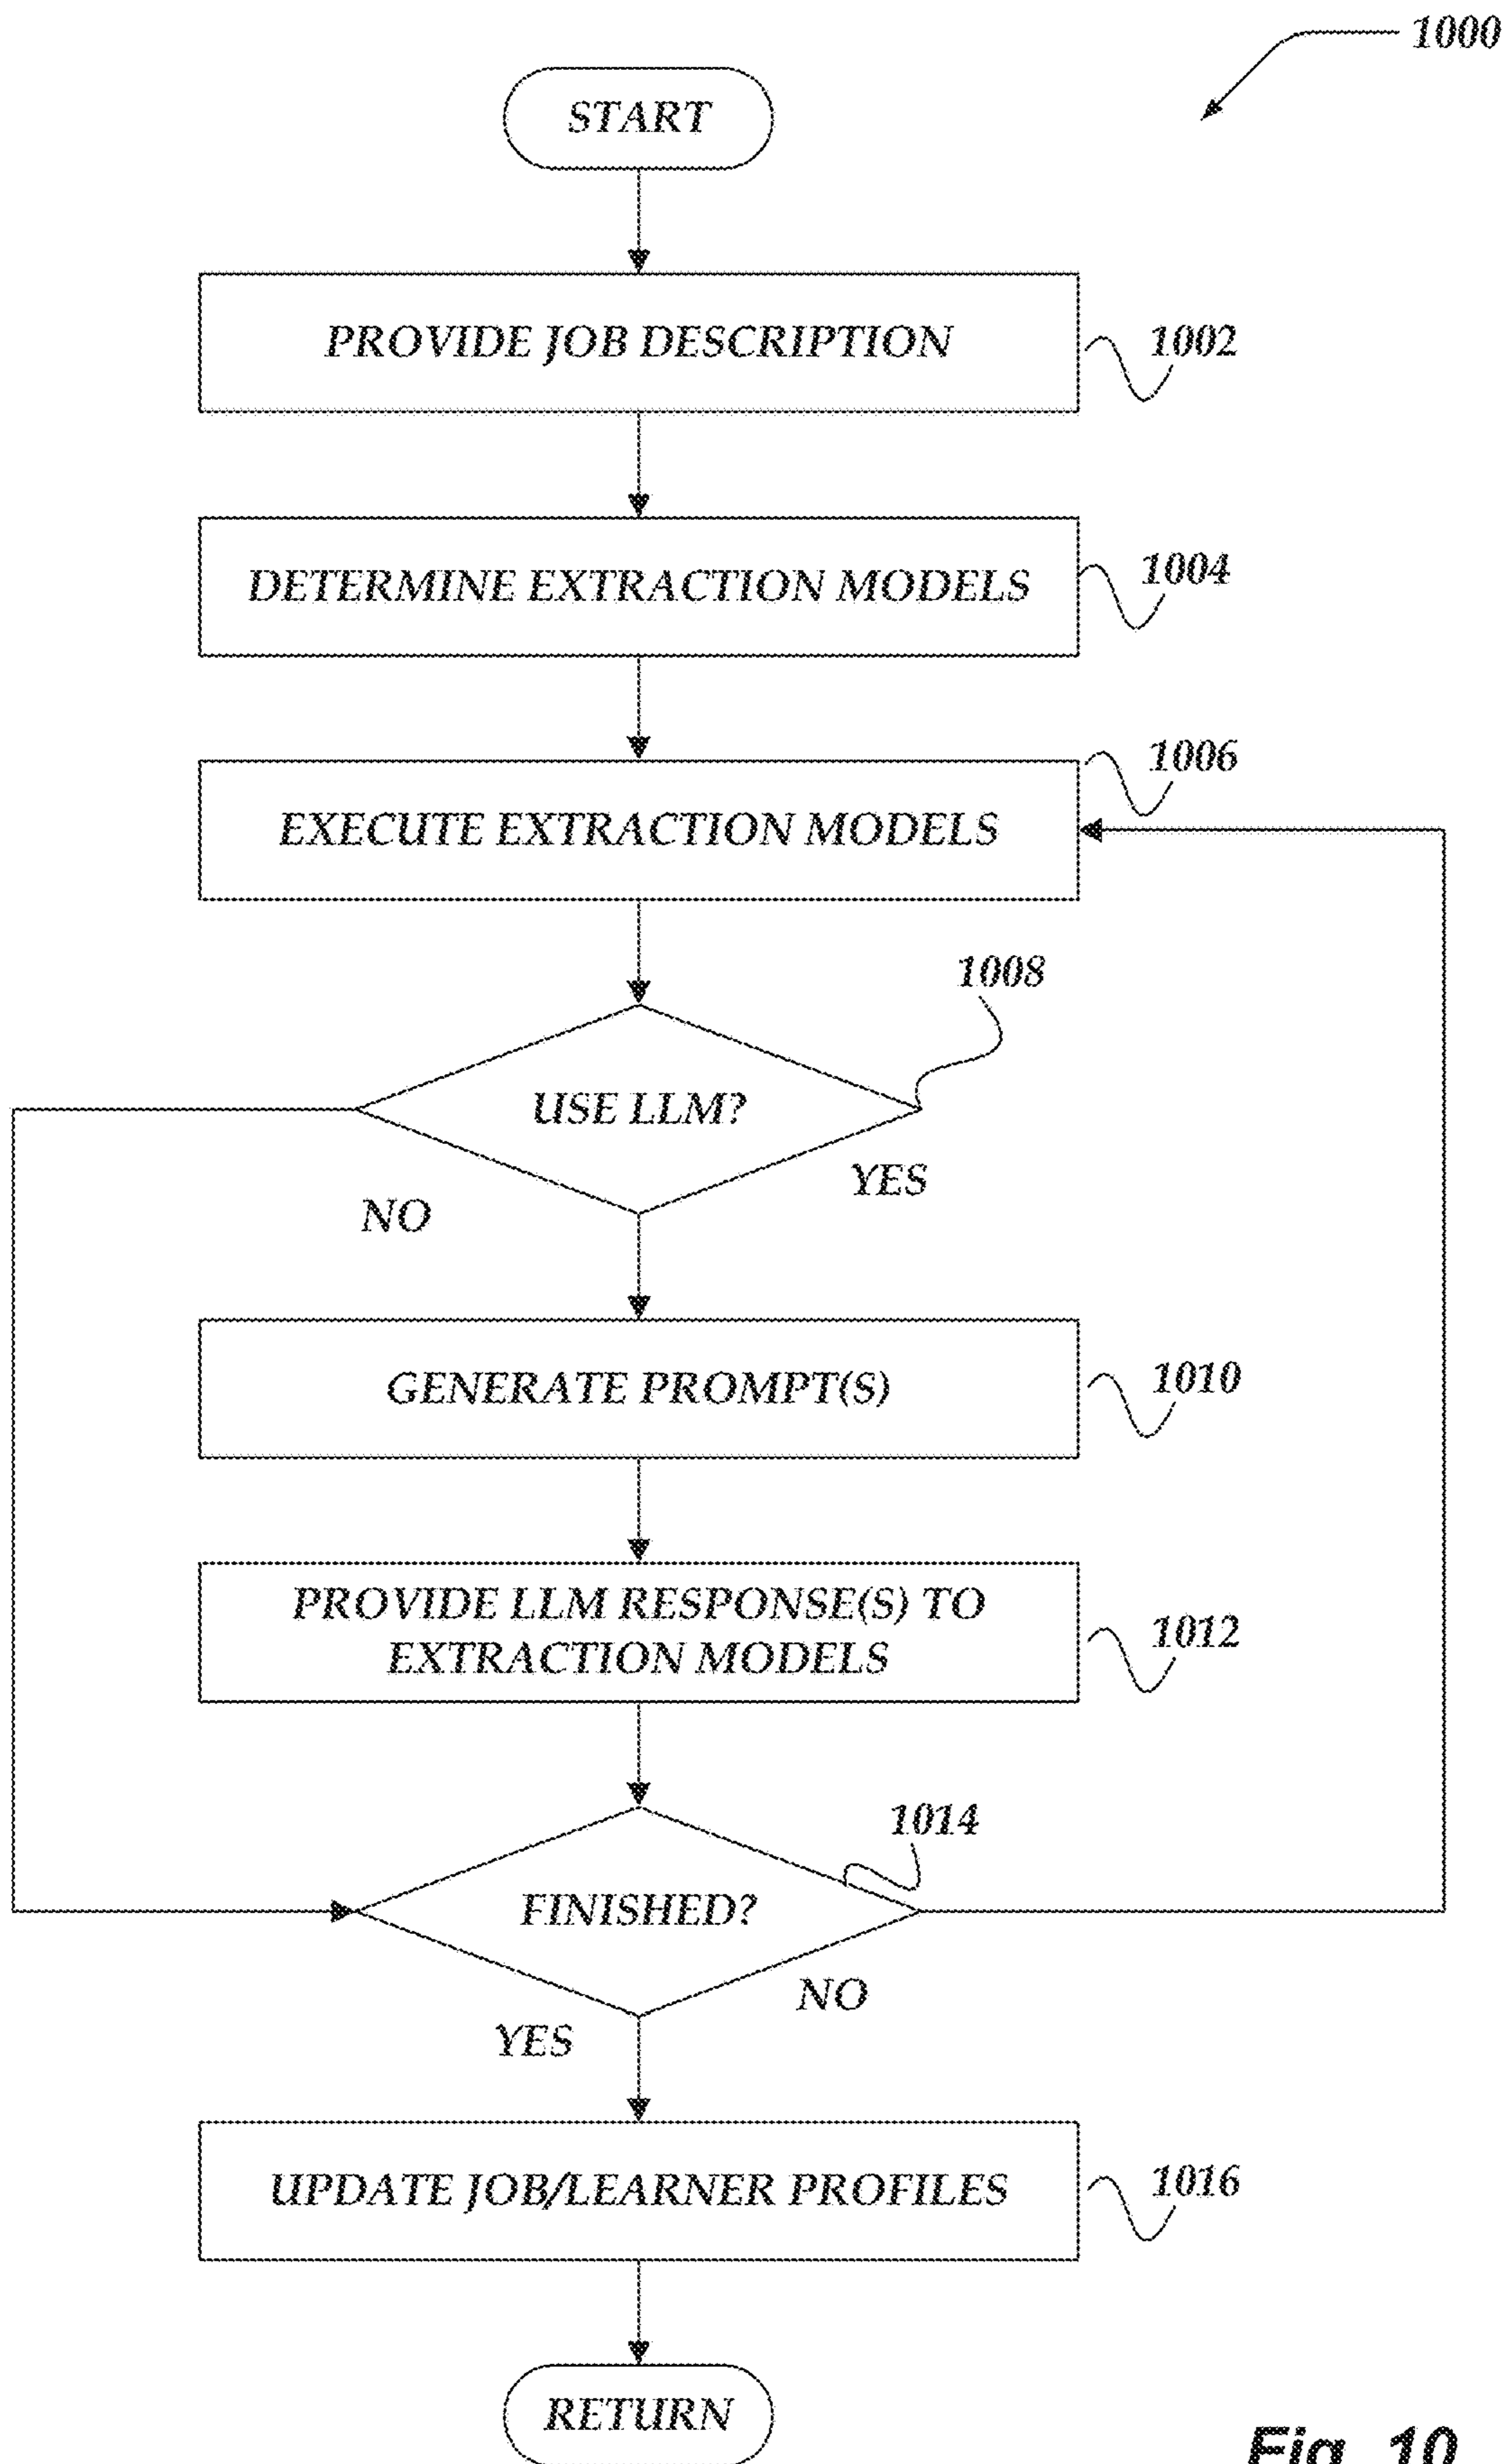 1000
START
PROVIDE JOB DESCRIPTION
1002
DETERMINE EXTRACTION MODELS
1004
1006
EXECUTE EXTRACTION MODELS
1008
USE LLM?
YES
NO
GENERATE PROMPT(S)
1010
PROVIDE LLM RESPONSE(S) TO
EXTRACTION MODELS
1012
1014
FINISHED?
NO
YES
UPDATE JOB/LEARNER PROFILES
1016
RETURN
Fig. 10